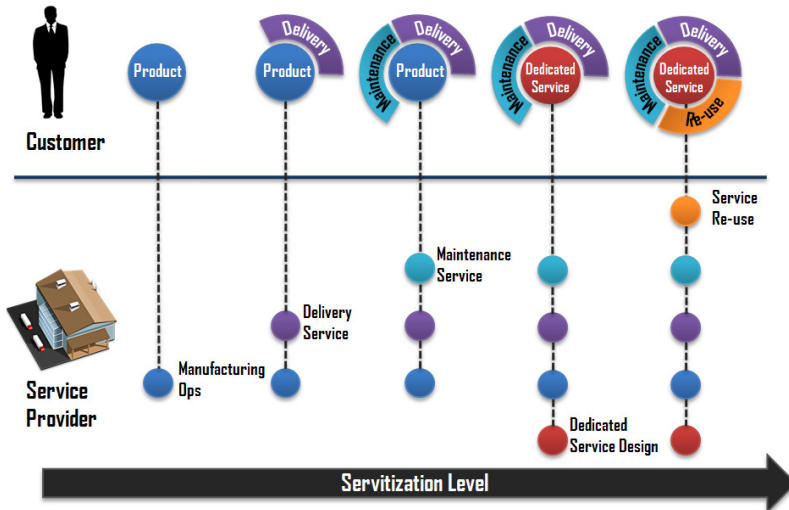 Delivery
Product
Delivery
Product
Maintenance
Delivery
Product
Maintenance
Delivery
Dedicated
Service
Maintenance
Delivery
Dedicated
Service
Re-use
Customer
Service
Re-use
Maintenance
Service
Delivery
Service
Manufacturing
Ops
Service
Provider
Dedicated
Service Design
Servitization Level